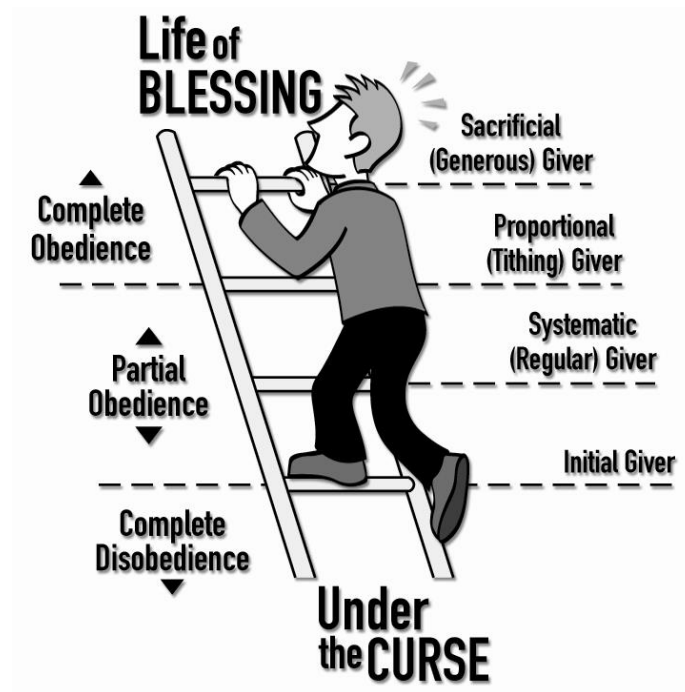 Life of
BLESSING
Sacrificial
(Generous) Giver
Complete
Obedience
Proportional
(Tithing) Giver
Systematic
(Regular) Giver
Partial
Obedience
Initial Giver
Complete
Disobedience
Under
the CURSE